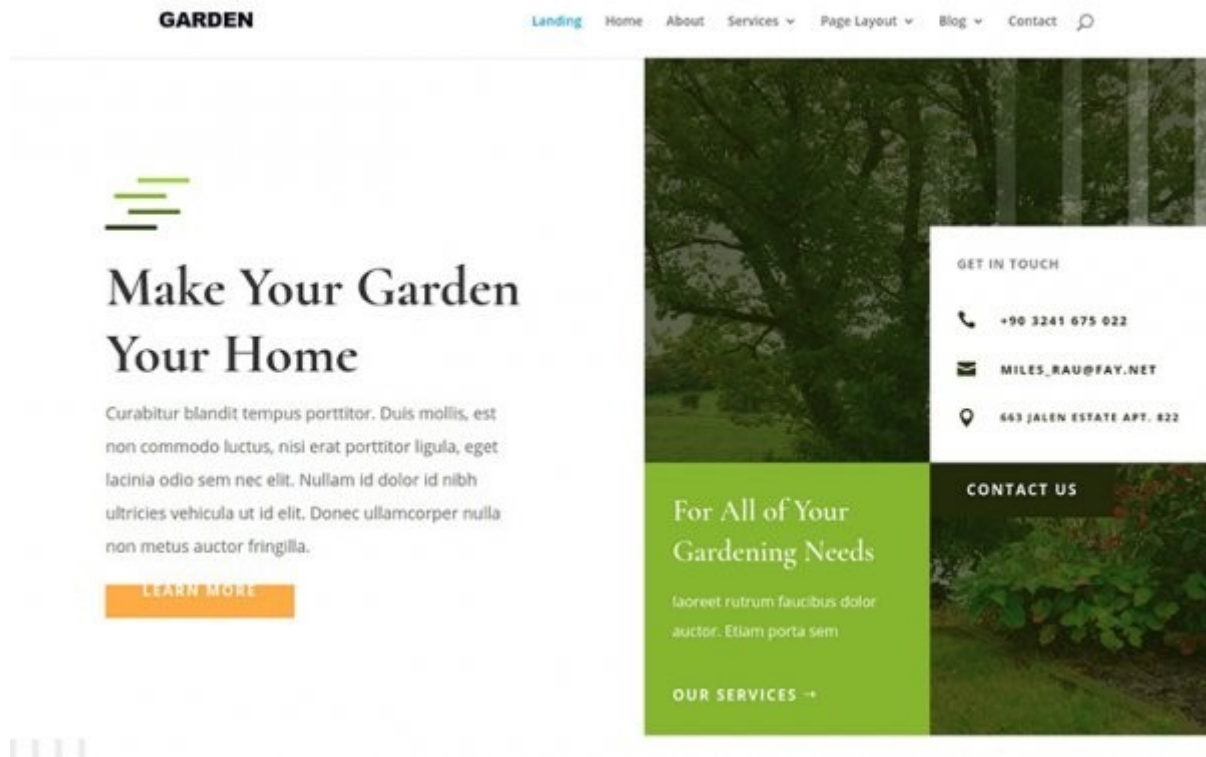 GARDEN
Landing Home About Services Page Layout Blog Contact
Make Your Garden
Your Home
Curabitur blandit tempus porttitor. Duis mollis, est
non commodo luctus, nisi erat porttitor ligula, eget
lacinia odio sem nec elit. Nullam id dolor id nibh
ultricies vehicula ut id elit. Donec ullamcorper nulla
non metus auctor fringilla.
LEARN MORE
GET IN TOUCH
+90 3241 675 022
MILES_RAU@FAY.NET
663 JALEN ESTATE APT. 822
CONTACT US
For All of Your
Gardening Needs
laoreet rutrum faucibus dolor
auctor. Etiam porta sem
OUR SERVICES →